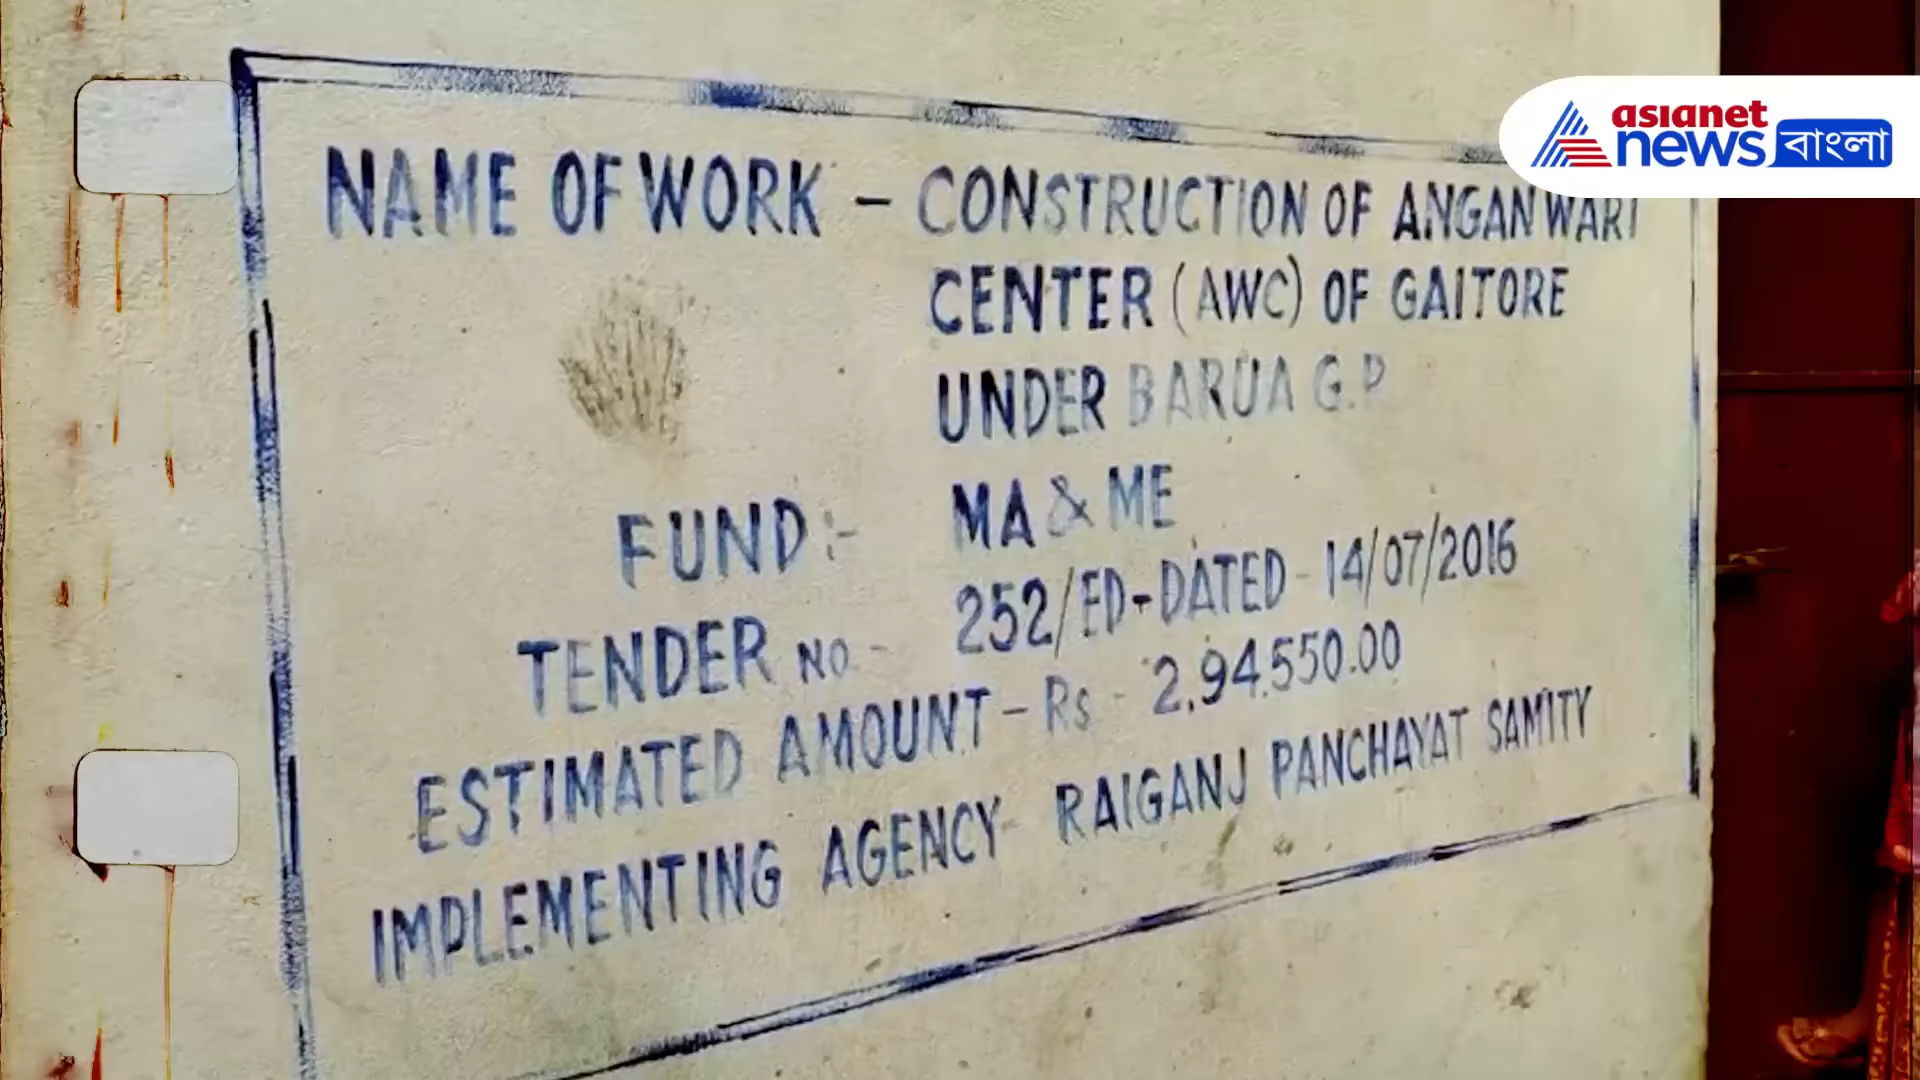 asianet
news বাংলা
NAME OF WORK - CONSTRUCTION OF ANGANWARI
CENTER (AWC) OF GAITORE
UNDER BARUA G.P
FUND:- MA & ME
TENDER NO.- 252/ED-DATED-14/07/2016
ESTIMATED AMOUNT-Rs - 2,94,550.00
IMPLEMENTING AGENCY- RAIGANJ PANCHAYAT SAMITY